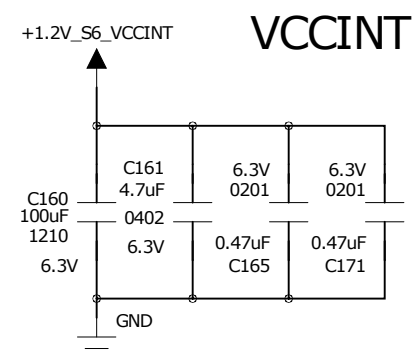 +1.2V_S6_VCCINT
VCCINT
C160
100uF
1210
6.3V
C161
4.7uF
0402
6.3V
6.3V
0201
0.47uF
C165
6.3V
0201
0.47uF
C171
GND